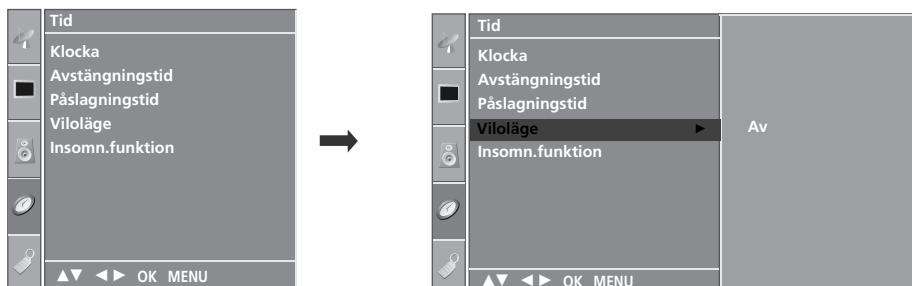 Tid
Klocka
Avstängningstid
Påslagningstid
Viloläge
Insomn.funktion
▲▼ ◄► OK MENU
Tid
Klocka
Avstängningstid
Påslagningstid
Viloläge ► Av
Insomn.funktion
▲▼ ◄► OK MENU